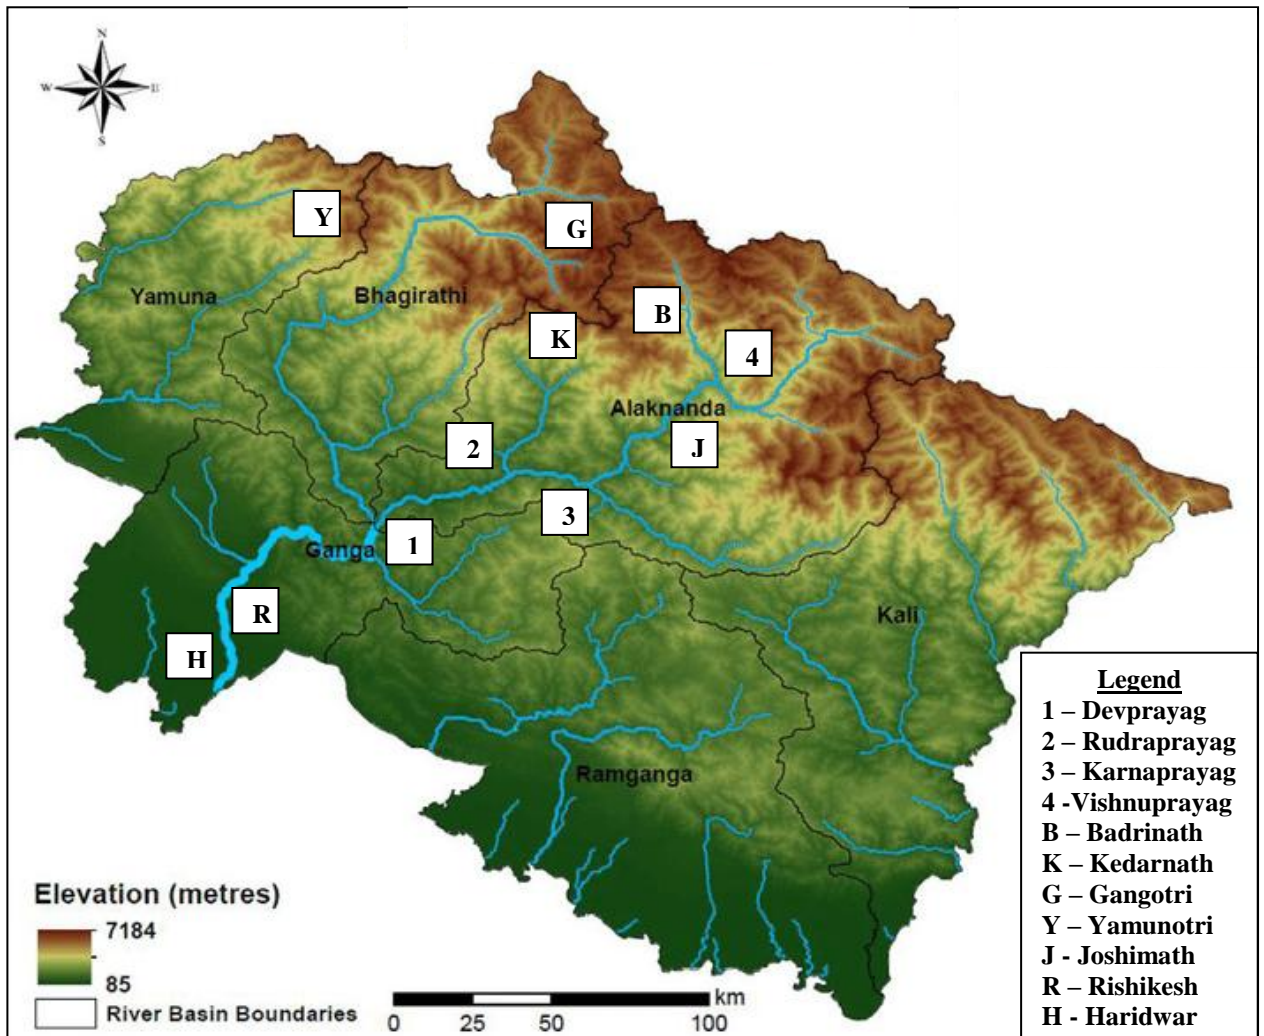 N
W E
S
Y
G
Yamuna
Bhagirathi
B
K
4
Alaknanda
2
J
3
1
Ganga
R
Kali
H
Ramganga
Legend
1 – Devprayag
2 – Rudraprayag
3 – Karnaprayag
4 -Vishnuprayag
B – Badrinath
K – Kedarnath
G – Gangotri
Y – Yamunotri
J - Joshimath
R – Rishikesh
H - Haridwar
Elevation (metres)
7184
85
River Basin Boundaries
km
0 25 50 100